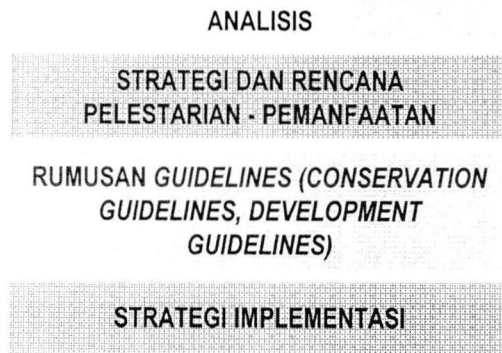 ANALISIS
STRATEGI DAN RENCANA
PELESTARIAN - PEMANFAATAN
RUMUSAN GUIDELINES (CONSERVATION
GUIDELINES, DEVELOPMENT
GUIDELINES)
STRATEGI IMPLEMENTASI